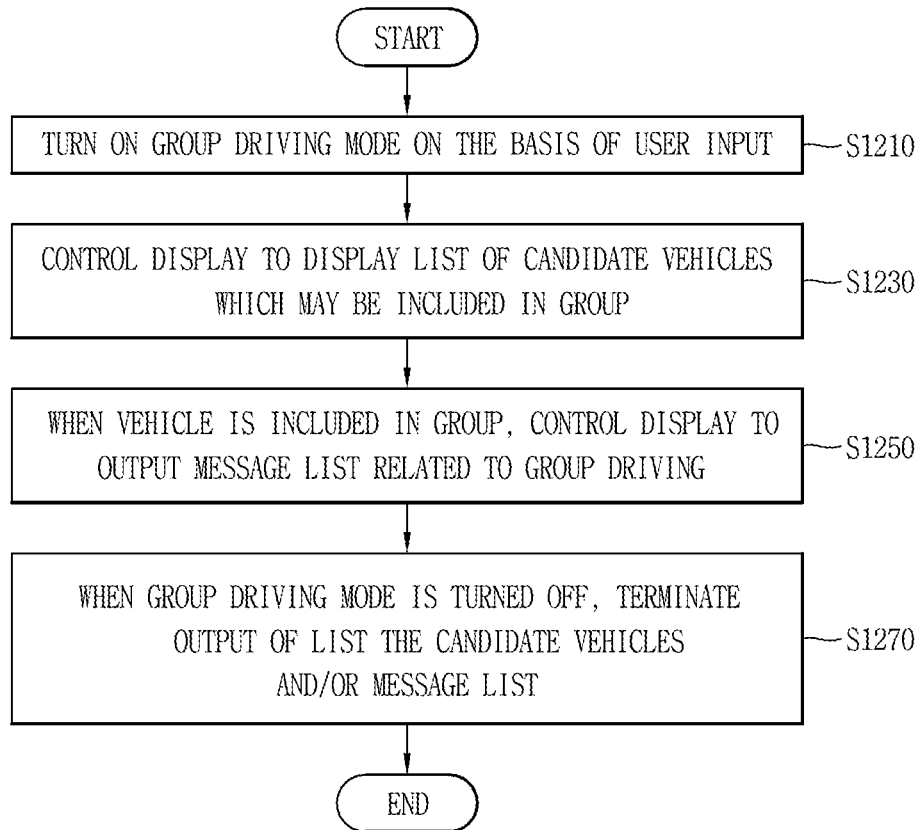 START
TURN ON GROUP DRIVING MODE ON THE BASIS OF USER INPUT
S1210
CONTROL DISPLAY TO DISPLAY LIST OF CANDIDATE VEHICLES
WHICH MAY BE INCLUDED IN GROUP
S1230
WHEN VEHICLE IS INCLUDED IN GROUP, CONTROL DISPLAY TO
OUTPUT MESSAGE LIST RELATED TO GROUP DRIVING
S1250
WHEN GROUP DRIVING MODE IS TURNED OFF, TERMINATE
OUTPUT OF LIST THE CANDIDATE VEHICLES
AND/OR MESSAGE LIST
S1270
END